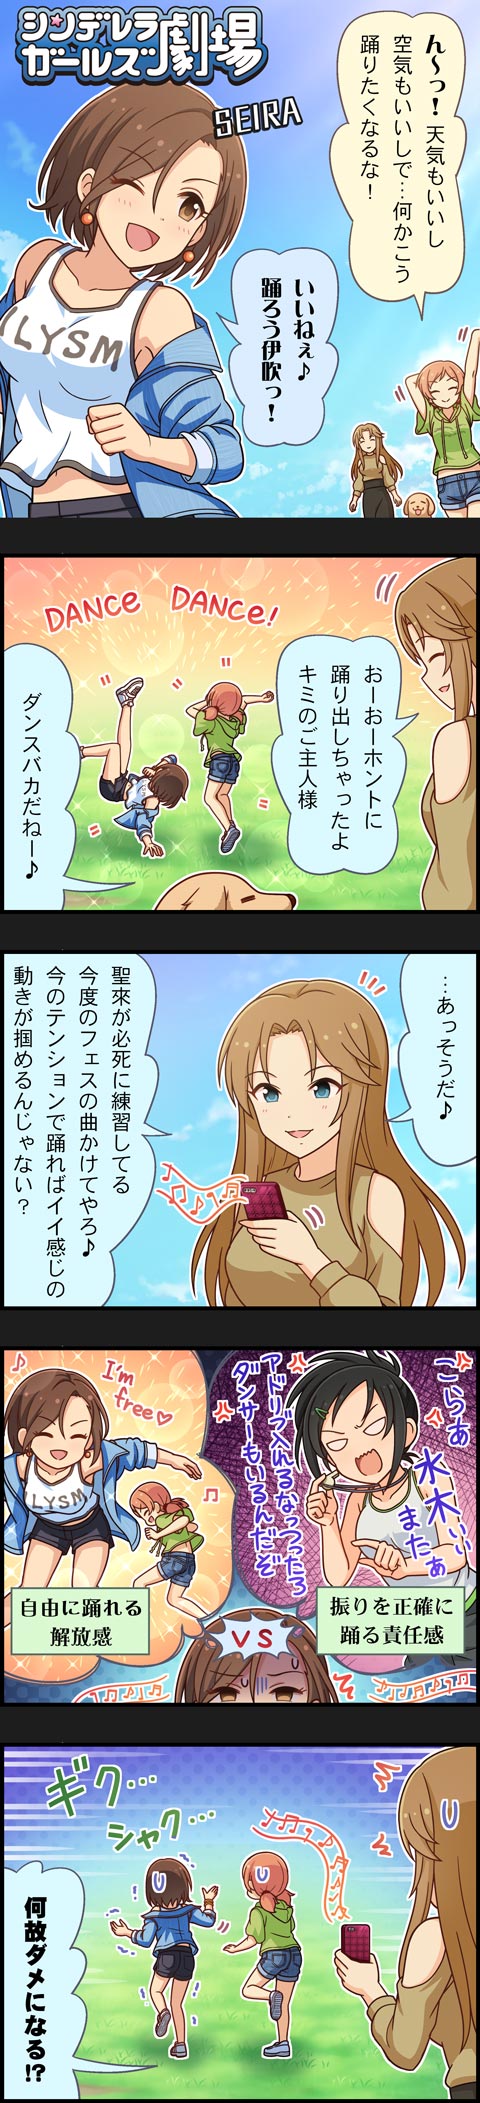 シンデレラ
ガールズ劇場
SEIRA
ん～っ！天気もいいし
空気もいいしで…何かこう
踊りたくなるな！
いいねぇ♪
踊ろう伊吹っ！
ILYSM
DANCE DANCE!
おーおーホントに
踊り出しちゃったよ
キミのご主人様
ダンスバカだねー♪
…あっそうだ♪
聖來が必死に練習してる
今度のフェスの曲かけてやろ♪
今のテンションで踊ればイイ感じの
動きが掴めるんじゃない？
こらぁ
水木ぃぃ
またぁ
アドリブ入れるなっつったろ
ダンサーもいるんだぞ
振りを正確に
踊る責任感
VS
I'm
free♡
LYSM
自由に踊れる
解放感
ギク…
シャク…
何故ダメになる!?